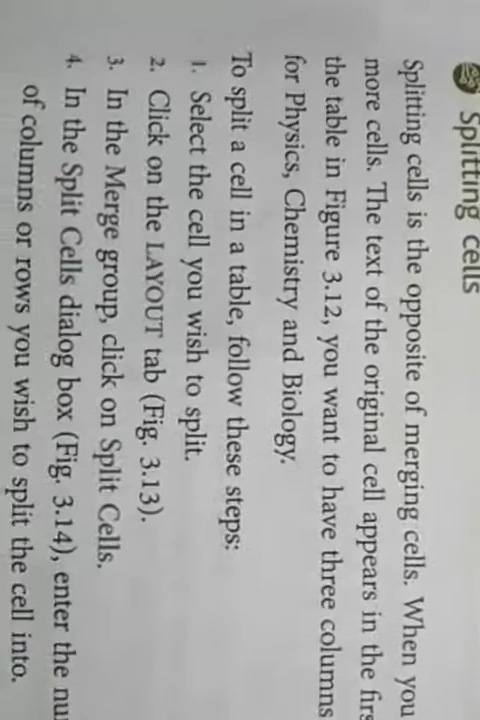 Splitting cells
Splitting cells is the opposite of merging cells. When you
more cells. The text of the original cell appears in the
the table in Figure 3.12, you want to have three columns
for Physics, Chemistry and Biology.
To split a cell in a table, follow these steps:
1. Select the cell you wish to split.
2. Click on the LAYOUT tab (Fig. 3.13).
3. In the Merge group, click on Split Cells.
4. In the Split Cells dialog box (Fig. 3.14), enter the
of columns or rows you wish to split the cell into.